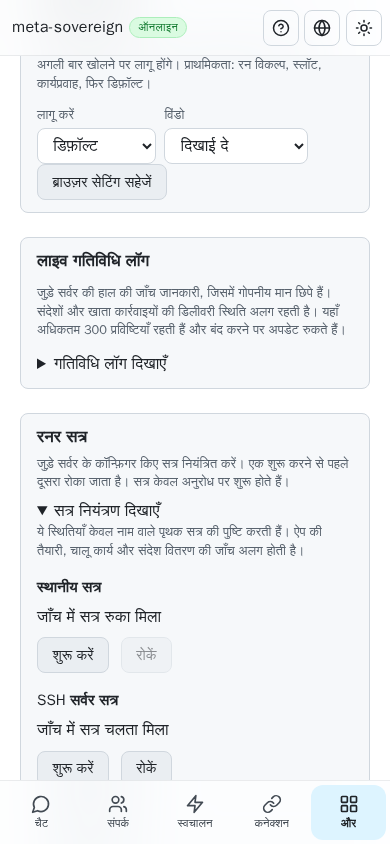 meta-sovereign ऑनलाइन
अगली बार खोलने पर लागू होंगे। प्राथमिकता: रन विकल्प, स्लॉट,
कार्यप्रवाह, फिर डिफ़ॉल्ट।
लागू करें विंडो
डिफ़ॉल्ट दिखाई दे
ब्राउज़र सेटिंग सहेजें
लाइव गतिविधि लॉग
जुड़े सर्वर की हाल की जाँच जानकारी, जिसमें गोपनीय मान छिपे हैं।
संदेशों और खाता कार्रवाइयों की डिलीवरी स्थिति अलग रहती है। यहाँ
अधिकतम 300 प्रविष्टियाँ रहती हैं और बंद करने पर अपडेट रुकते हैं।
गतिविधि लॉग दिखाएँ
रनर सत्र
जुड़े सर्वर के कॉन्फ़िगर किए सत्र नियंत्रित करें। एक शुरू करने से पहले
दूसरा रोका जाता है। सत्र केवल अनुरोध पर शुरू होते हैं।
सत्र नियंत्रण दिखाएँ
ये स्थितियाँ केवल नाम वाले पृथक सत्र की पुष्टि करती हैं। ऐप की
तैयारी, चालू कार्य और संदेश वितरण की जाँच अलग होती है।
स्थानीय सत्र
जाँच में सत्र रुका मिला
शुरू करें रोकें
SSH सर्वर सत्र
जाँच में सत्र चलता मिला
शुरू करें रोकें
चैट संपर्क स्वचालन कनेक्शन और